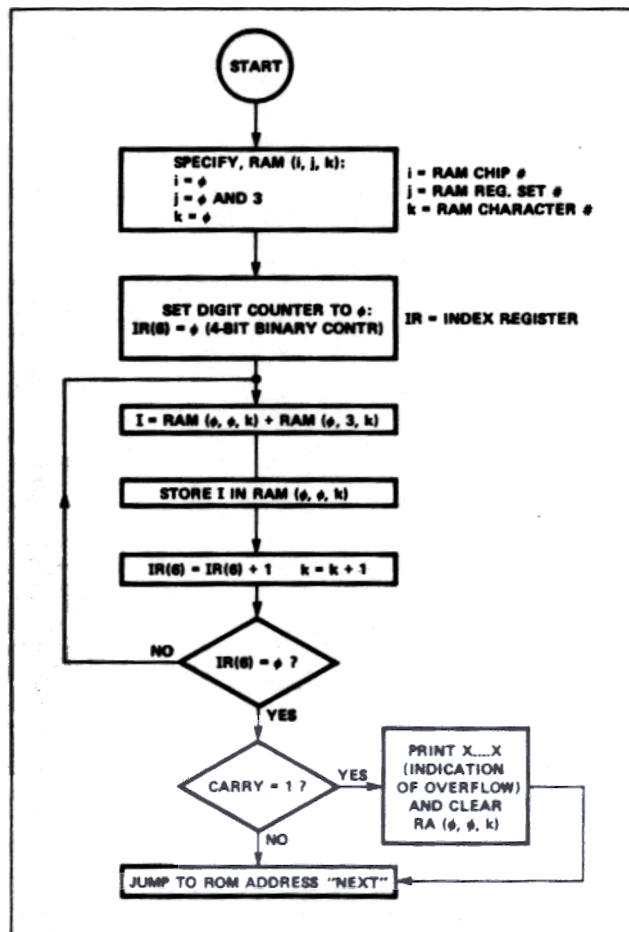 START
SPECIFY, RAM (i, j, k):
i = ϕ
j = ϕ AND 3
k = ϕ
i = RAM CHIP #
j = RAM REG. SET #
k = RAM CHARACTER #
SET DIGIT COUNTER TO ϕ:
IR(6) = ϕ (4-BIT BINARY CONTR)
IR = INDEX REGISTER
I = RAM (ϕ, ϕ, k) + RAM (ϕ, 3, k)
STORE I IN RAM (ϕ, ϕ, k)
IR(6) = IR(6) + 1 k = k + 1
NO
IR(6) = ϕ ?
YES
CARRY = 1 ?
YES
PRINT X....X
(INDICATION
OF OVERFLOW)
AND CLEAR
RA (ϕ, ϕ, k)
NO
JUMP TO ROM ADDRESS "NEXT"